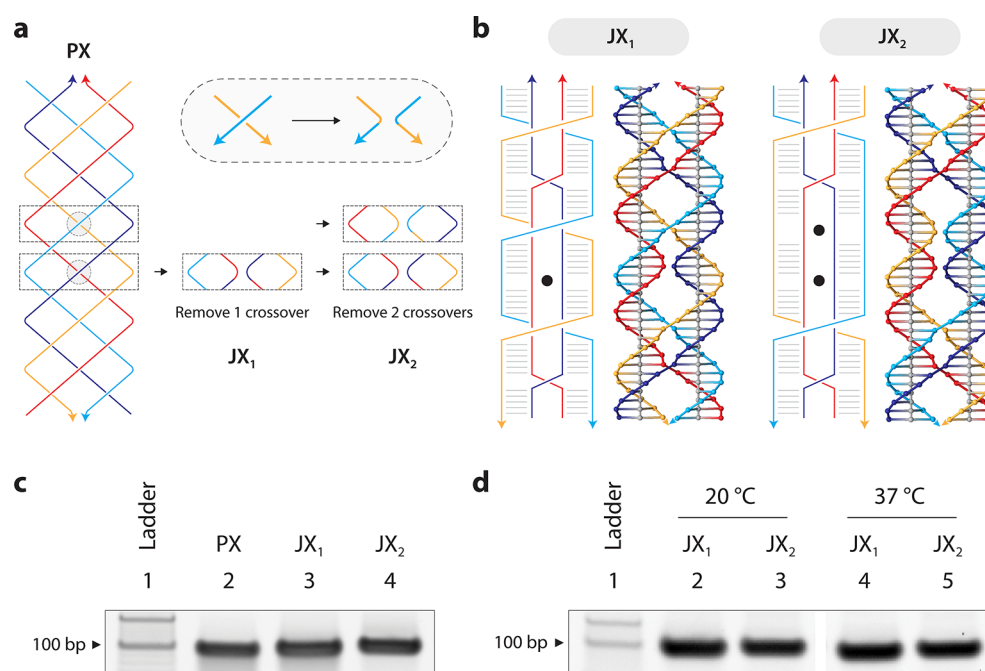 a
PX
Remove 1 crossover
Remove 2 crossovers
JX₁
JX₂
b
JX₁
JX₂
c
Ladder
PX
JX₁
JX₂
1
2
3
4
100 bp ►
d
20 °C
37 °C
Ladder
JX₁
JX₂
JX₁
JX₂
1
2
3
4
5
100 bp ►